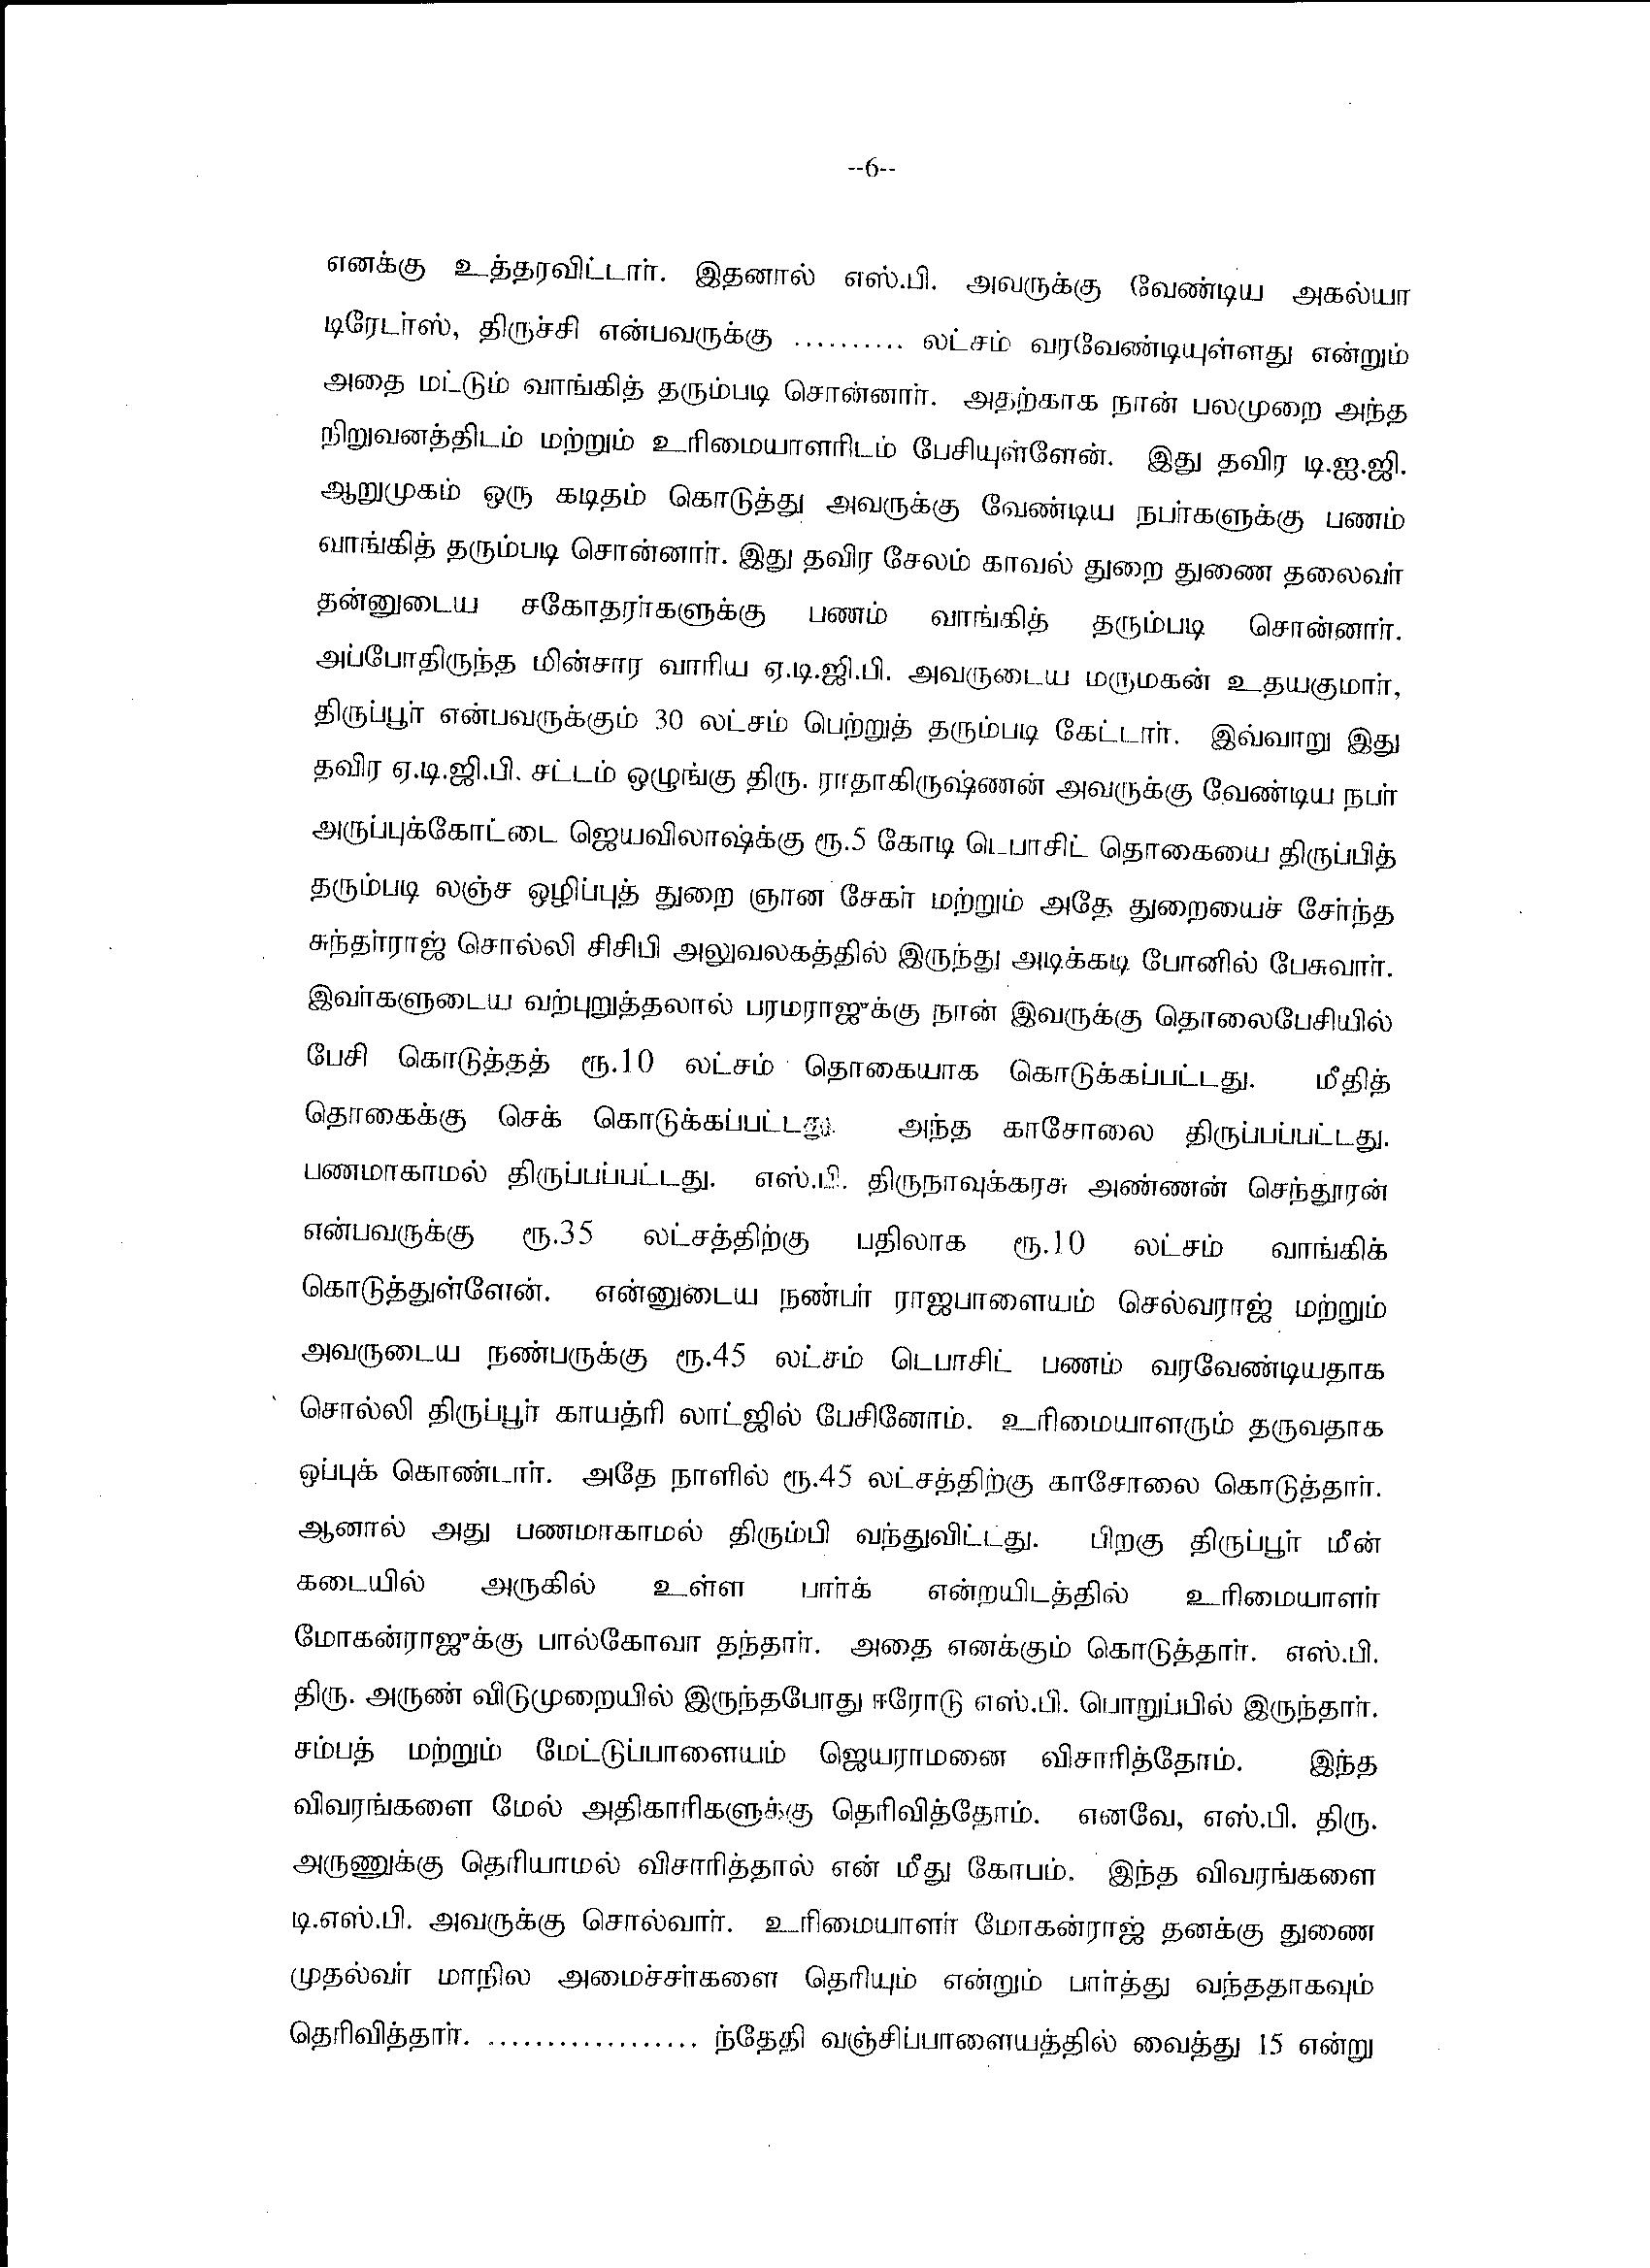 --6--
எனக்கு உத்தரவிட்டார். இதனால் எஸ்.பி. அவருக்கு வேண்டிய அகல்யா
டிரேடர்ஸ், திருச்சி என்பவருக்கு .......... லட்சம் வரவேண்டியுள்ளது என்றும்
அதை மட்டும் வாங்கித் தரும்படி சொன்னார். அதற்காக நான் பலமுறை அந்த
நிறுவனத்திடம் மற்றும் உரிமையாளரிடம் பேசியுள்ளேன். இது தவிர டி.ஐ.ஜி.
ஆறுமுகம் ஒரு கடிதம் கொடுத்து அவருக்கு வேண்டிய நபர்களுக்கு பணம்
வாங்கித் தரும்படி சொன்னார். இது தவிர சேலம் காவல் துறை துணை தலைவர்
தன்னுடைய சகோதரர்களுக்கு பணம் வாங்கித் தரும்படி சொன்னார்.
அப்போதிருந்த மின்சார வாரிய ஏ.டி.ஜி.பி. அவருடைய மருமகன் உதயகுமார்,
திருப்பூர் என்பவருக்கும் 30 லட்சம் பெற்றுத் தரும்படி கேட்டார். இவ்வாறு இது
தவிர ஏ.டி.ஜி.பி. சட்டம் ஒழுங்கு திரு. ராதாகிருஷ்ணன் அவருக்கு வேண்டிய நபர்
அருப்புக்கோட்டை ஜெயவிலாஷ்க்கு ரூ.5 கோடி டெபாசிட் தொகையை திருப்பித்
தரும்படி லஞ்ச ஒழிப்புத் துறை ஞான சேகர் மற்றும் அதே துறையைச் சேர்ந்த
சுந்தர்ராஜ் சொல்லி சிசிபி அலுவலகத்தில் இருந்து அடிக்கடி போனில் பேசுவார்.
இவர்களுடைய வற்புறுத்தலால் பரமராஜுக்கு நான் இவருக்கு தொலைபேசியில்
பேசி கொடுத்தத் ரூ.10 லட்சம் தொகையாக கொடுக்கப்பட்டது. மீதித்
தொகைக்கு செக் கொடுக்கப்பட்டது. அந்த காசோலை திருப்பப்பட்டது.
பணமாகாமல் திருப்பப்பட்டது. எஸ்.பி. திருநாவுக்கரசு அண்ணன் செந்தூரன்
என்பவருக்கு ரூ.35 லட்சத்திற்கு பதிலாக ரூ.10 லட்சம் வாங்கிக்
கொடுத்துள்ளேன். என்னுடைய நண்பர் ராஜபாளையம் செல்வராஜ் மற்றும்
அவருடைய நண்பருக்கு ரூ.45 லட்சம் டெபாசிட் பணம் வரவேண்டியதாக
சொல்லி திருப்பூர் காயத்ரி லாட்ஜில் பேசினோம். உரிமையாளரும் தருவதாக
ஒப்புக் கொண்டார். அதே நாளில் ரூ.45 லட்சத்திற்கு காசோலை கொடுத்தார்.
ஆனால் அது பணமாகாமல் திரும்பி வந்துவிட்டது. பிறகு திருப்பூர் மீன்
கடையில் அருகில் உள்ள பார்க் என்றயிடத்தில் உரிமையாளர்
மோகன்ராஜுக்கு பால்கோவா தந்தார். அதை எனக்கும் கொடுத்தார். எஸ்.பி.
திரு. அருண் விடுமுறையில் இருந்தபோது ஈரோடு எஸ்.பி. பொறுப்பில் இருந்தார்.
சம்பத் மற்றும் மேட்டுப்பாளையம் ஜெயராமனை விசாரித்தோம். இந்த
விவரங்களை மேல் அதிகாரிகளுக்கு தெரிவித்தோம். எனவே, எஸ்.பி. திரு.
அருணுக்கு தெரியாமல் விசாரித்தால் என் மீது கோபம். இந்த விவரங்களை
டி.எஸ்.பி. அவருக்கு சொல்வார். உரிமையாளர் மோகன்ராஜ் தனக்கு துணை
முதல்வர் மாநில அமைச்சர்களை தெரியும் என்றும் பார்த்து வந்ததாகவும்
தெரிவித்தார். .................. ந்தேதி வஞ்சிப்பாளையத்தில் வைத்து 15 என்று